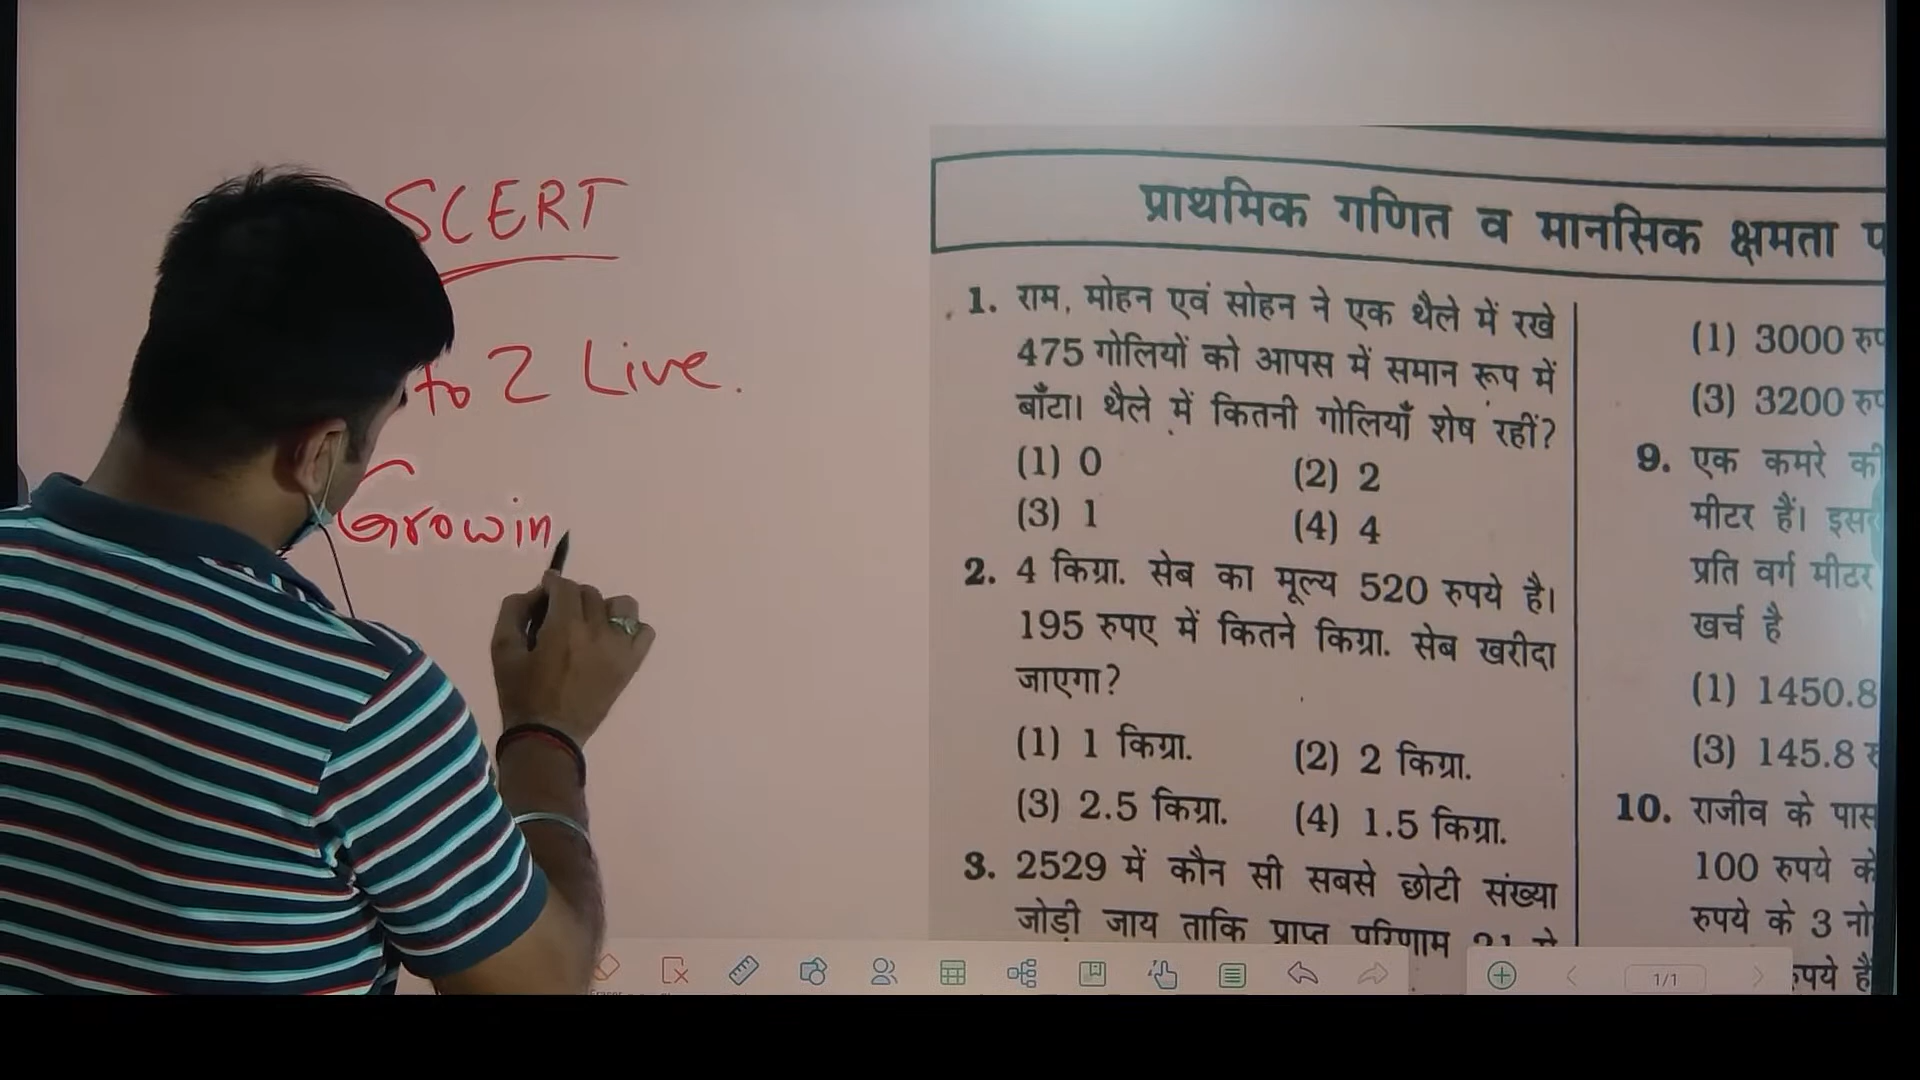 SCERT
to 2 Live.
Growin
प्राथमिक गणित व मानसिक क्षमता
1. राम, मोहन एवं सोहन ने एक थैले में रखे
475 गोलियों को आपस में समान रूप में
बाँटा। थैले में कितनी गोलियाँ शेष रहीं?
(1) 0 (2) 2
(3) 1 (4) 4
2. 4 किग्रा. सेब का मूल्य 520 रुपये है।
195 रुपए में कितने किग्रा. सेब खरीदा
जाएगा?
(1) 1 किग्रा. (2) 2 किग्रा.
(3) 2.5 किग्रा. (4) 1.5 किग्रा.
3. 2529 में कौन सी सबसे छोटी संख्या
जोड़ी जाय ताकि प्राप्त परिणाम 21 से
(1) 3000
(3) 3200
9. एक कमरे की
मीटर हैं। इस
प्रति वर्ग मीटर
खर्च है
(1) 1450.8
(3) 145.8
10. राजीव के पास
100 रुपये के
रुपये के 3 नो
रुपये हैं
1/1